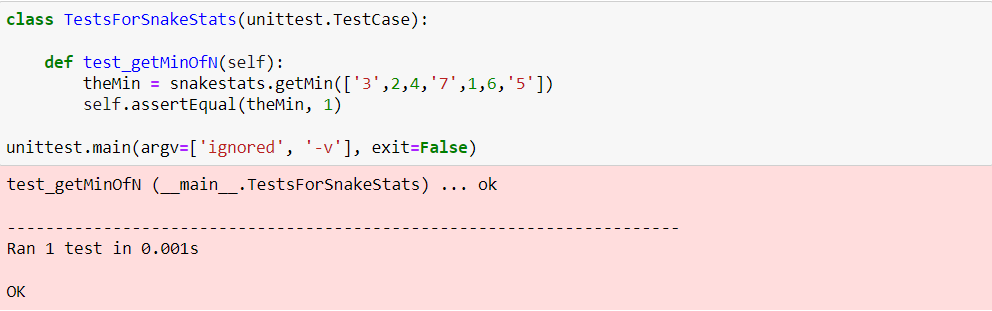 class TestsForSnakeStats(unittest.TestCase):
    def test_getMinOfN(self):
        theMin = snakestats.getMin(['3',2,4,'7',1,6,'5'])
        self.assertEqual(theMin, 1)
unittest.main(argv=['ignored', '-v'], exit=False)
test_getMinOfN (__main__.TestsForSnakeStats) ... ok
----------------------------------------------------------------------
Ran 1 test in 0.001s
OK